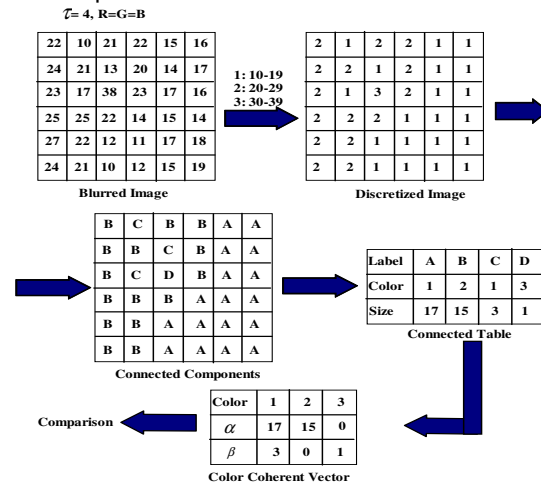 τ= 4, R=G=B
22 10 21 22 15 16
24 21 13 20 14 17
23 17 38 23 17 16
25 25 22 14 15 14
27 22 12 11 17 18
24 21 10 12 15 19
Blurred Image
1: 10-19
2: 20-29
3: 30-39
2 1 2 2 1 1
2 2 1 2 1 1
2 1 3 2 1 1
2 2 2 1 1 1
2 2 1 1 1 1
2 2 1 1 1 1
Discretized Image
B C B B A A
B B C B A A
B C D B A A
B B B A A A
B B A A A A
B B A A A A
Connected Components
Label A B C D
Color 1 2 1 3
Size 17 15 3 1
Connected Table
Color 1 2 3
α 17 15 0
β 3 0 1
Color Coherent Vector
Comparison